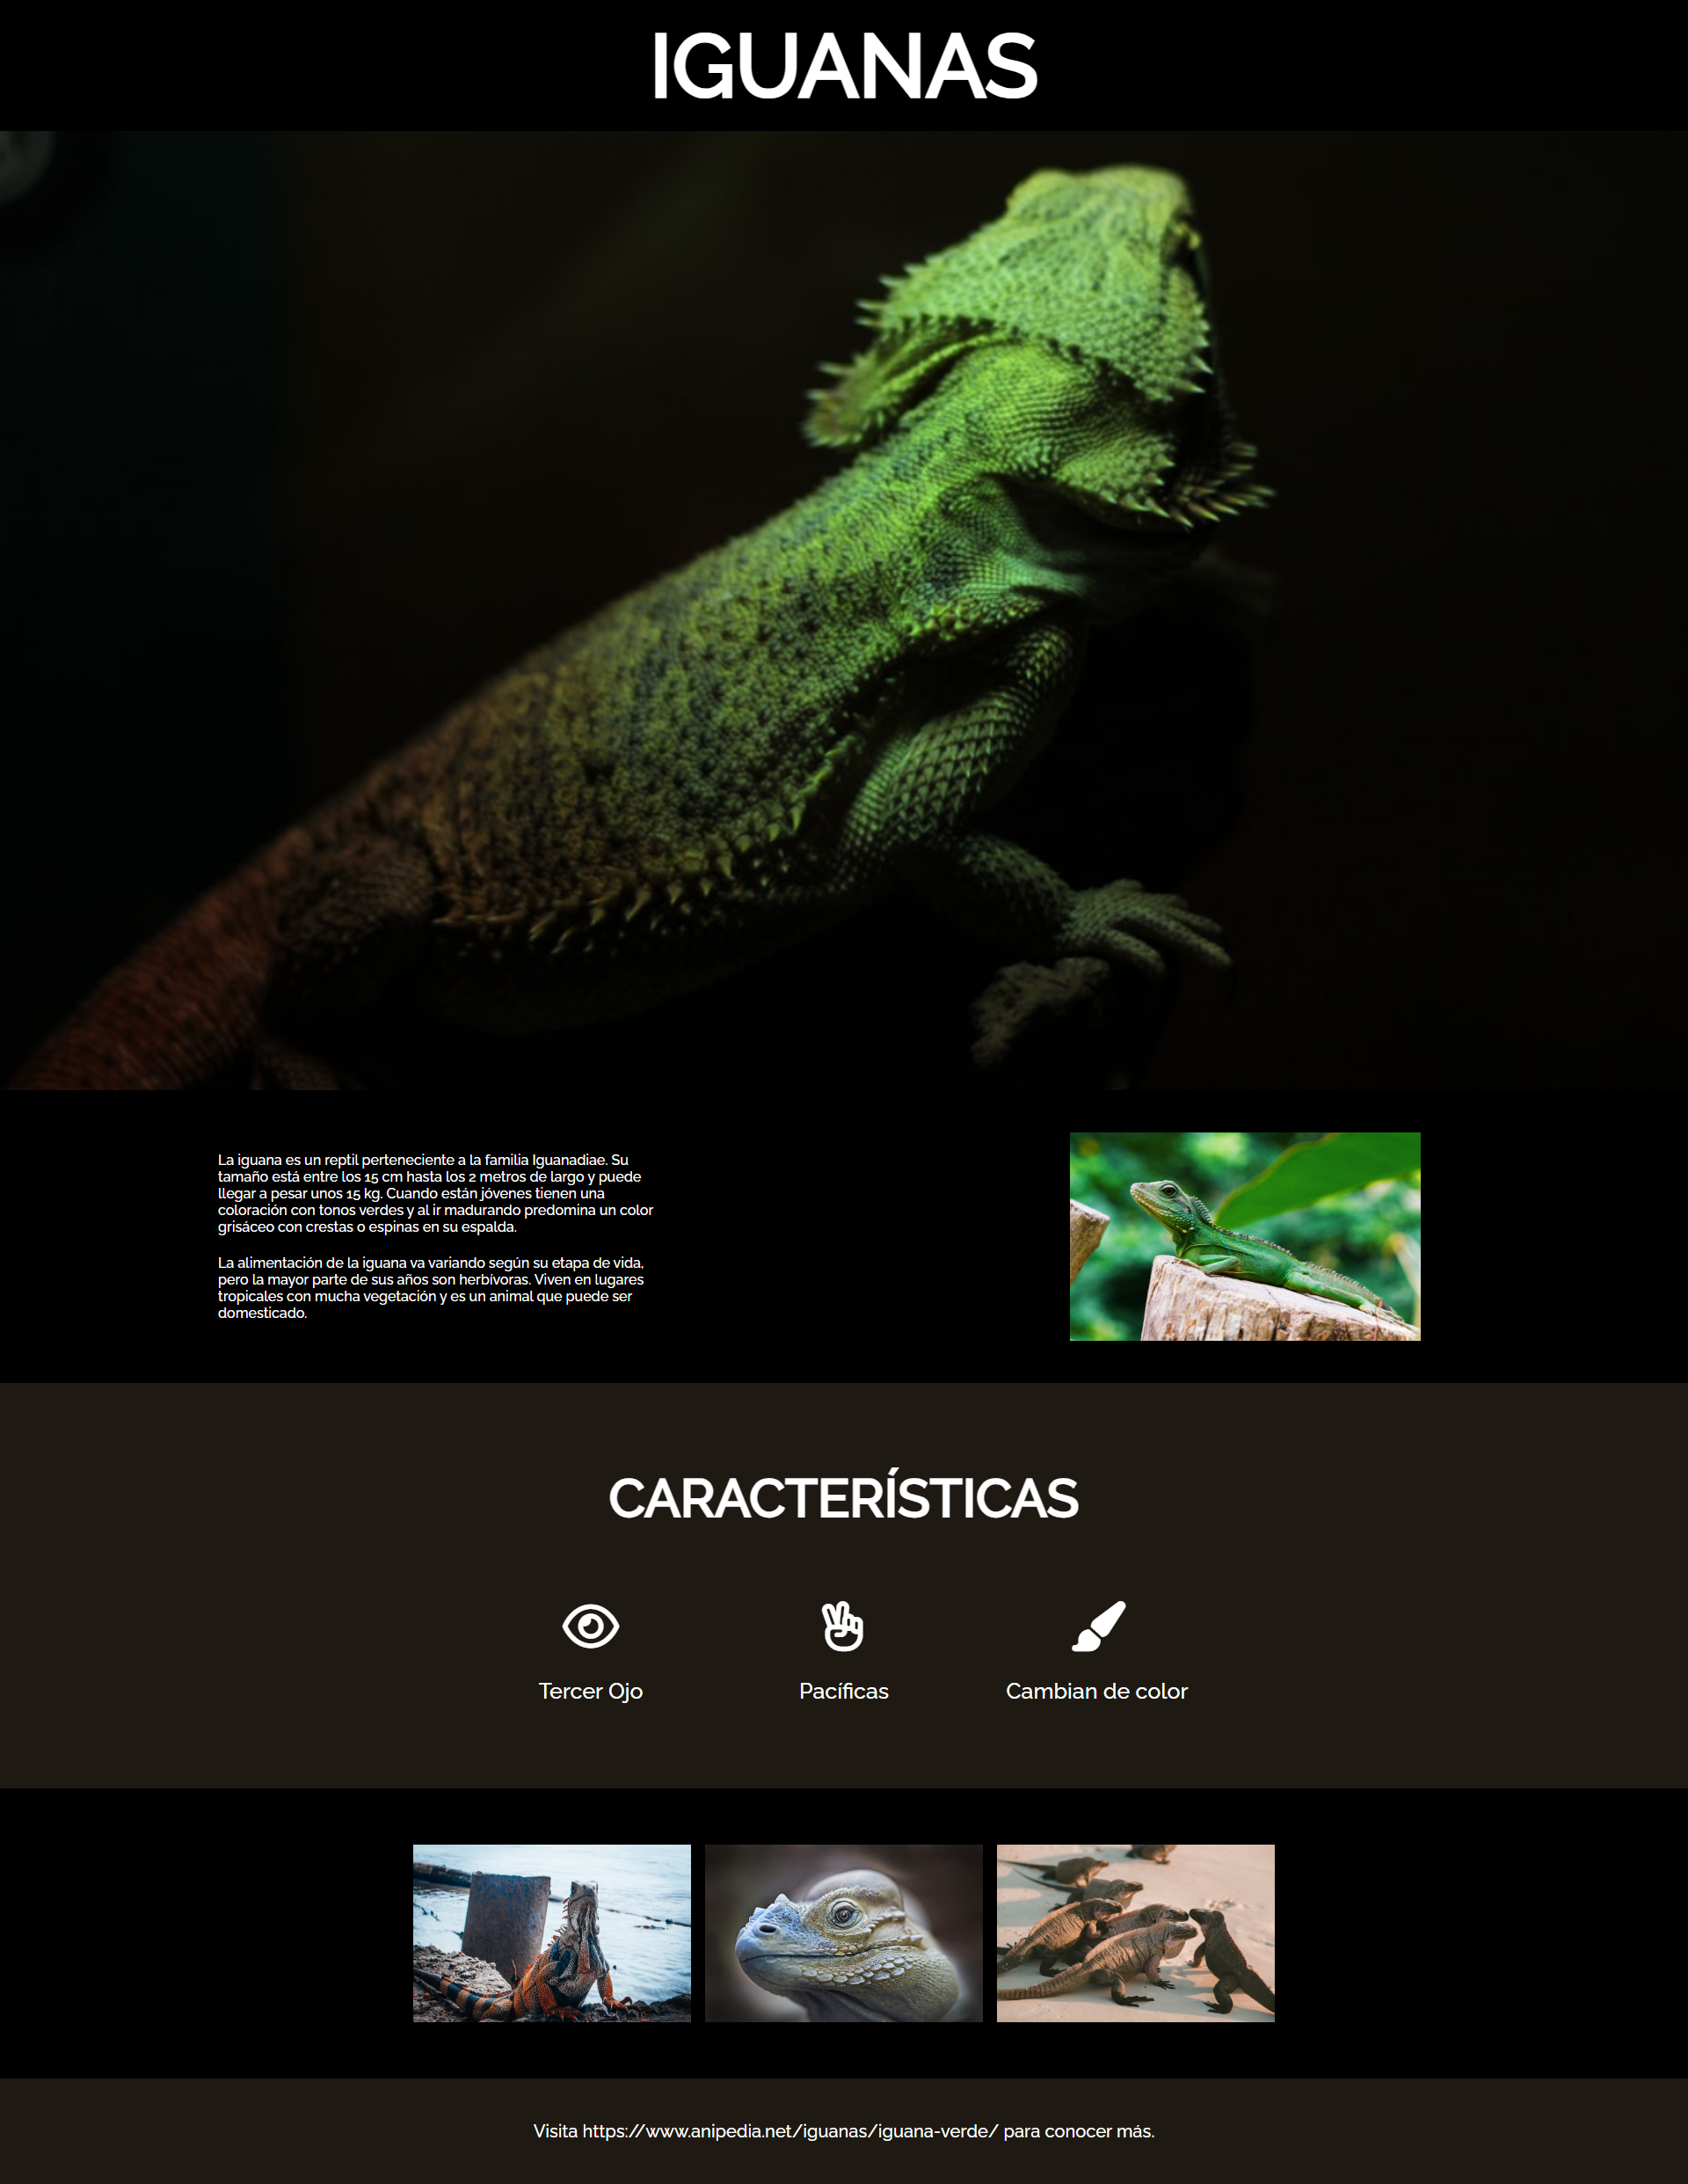 IGUANAS
La iguana es un reptil perteneciente a la familia Iguanadiae. Su
tamaño está entre los 15 cm hasta los 2 metros de largo y puede
llegar a pesar unos 15 kg. Cuando están jóvenes tienen una
coloración con tonos verdes y al ir madurando predomina un color
grisáceo con crestas o espinas en su espalda.
La alimentación de la iguana va variando según su etapa de vida,
pero la mayor parte de sus años son herbívoras. Viven en lugares
tropicales con mucha vegetación y es un animal que puede ser
domesticado.
CARACTERÍSTICAS
Tercer Ojo
Pacíficas
Cambian de color
Visita https://www.anipedia.net/iguanas/iguana-verde/ para conocer más.